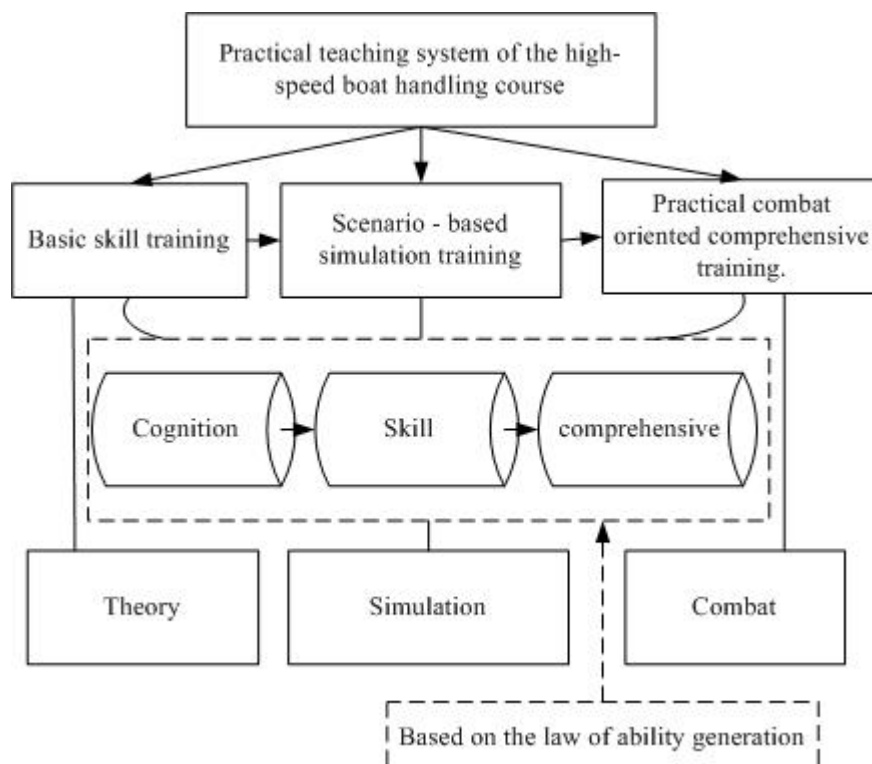 Practical teaching system of the high-
speed boat handling course
Basic skill training
Scenario - based
simulation training
Practical combat
oriented comprehensive
training.
Cognition
Skill
comprehensive
Theory
Simulation
Combat
Based on the law of ability generation